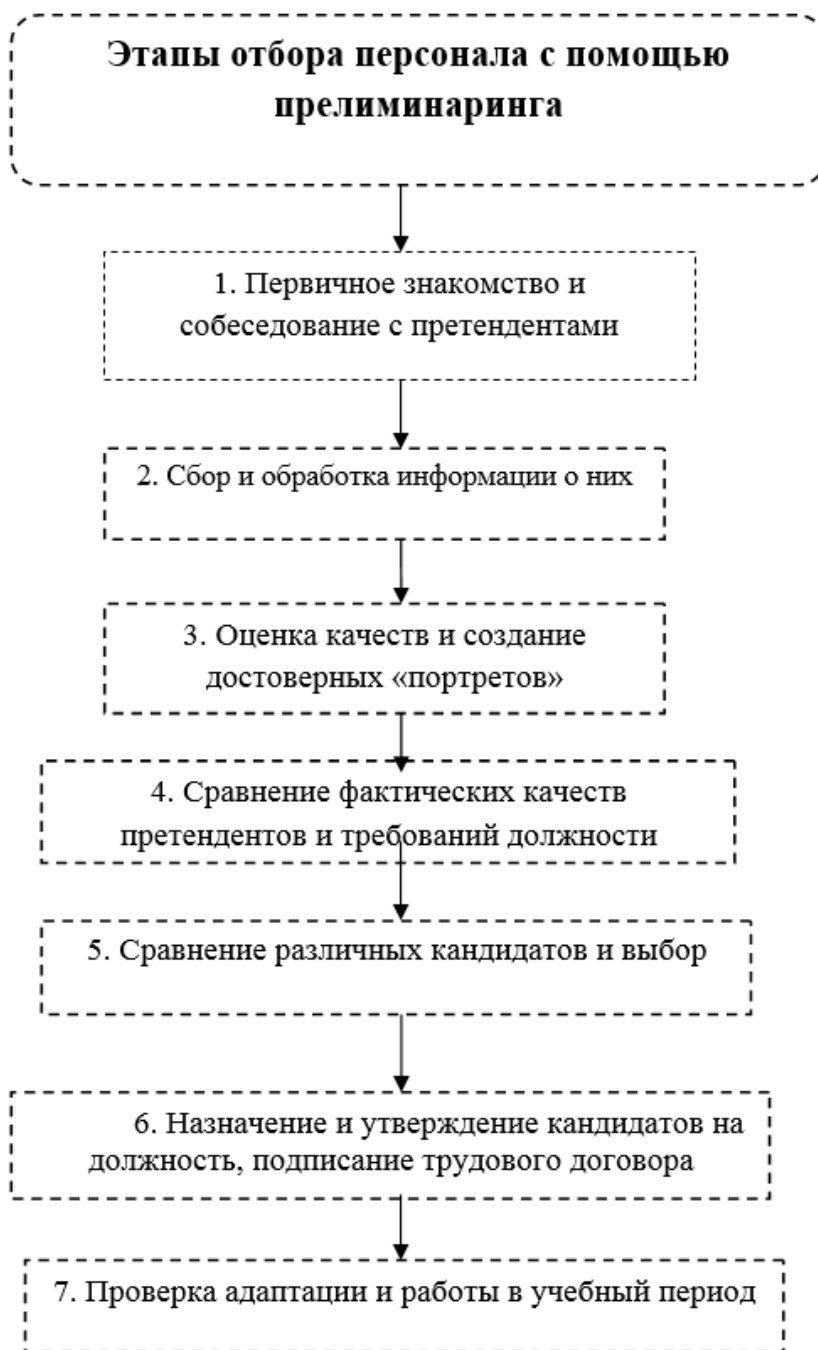 Этапы отбора персонала с помощью
прелиминаринга
1. Первичное знакомство и
собеседование с претендентами
2. Сбор и обработка информации о них
3. Оценка качеств и создание
достоверных «портретов»
4. Сравнение фактических качеств
претендентов и требований должности
5. Сравнение различных кандидатов и выбор
6. Назначение и утверждение кандидатов на
должность, подписание трудового договора
7. Проверка адаптации и работы в учебный период